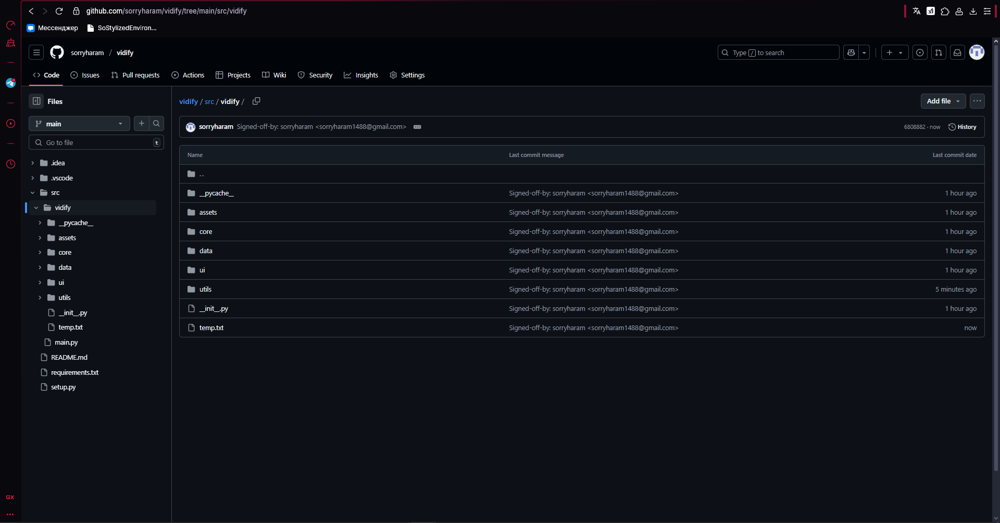 github.com/sorryharam/vidify/tree/main/src/vidify
Мессенджер SoStylizedEnviron...
sorryharam / vidify
Type / to search
Code Issues Pull requests Actions Projects Wiki Security Insights Settings
Files
main
Go to file t
.idea
.vscode
src
vidify
__pycache__
assets
core
data
ui
utils
__init__.py
temp.txt
main.py
README.md
requirements.txt
setup.py
vidify / src / vidify /
Add file
sorryharam Signed-off-by: sorryharam <sorryharam1488@gmail.com>
6808882 · now History
Name Last commit message Last commit date
..
__pycache__ Signed-off-by: sorryharam <sorryharam1488@gmail.com> 1 hour ago
assets Signed-off-by: sorryharam <sorryharam1488@gmail.com> 1 hour ago
core Signed-off-by: sorryharam <sorryharam1488@gmail.com> 1 hour ago
data Signed-off-by: sorryharam <sorryharam1488@gmail.com> 1 hour ago
ui Signed-off-by: sorryharam <sorryharam1488@gmail.com> 1 hour ago
utils Signed-off-by: sorryharam <sorryharam1488@gmail.com> 5 minutes ago
__init__.py Signed-off-by: sorryharam <sorryharam1488@gmail.com> 1 hour ago
temp.txt Signed-off-by: sorryharam <sorryharam1488@gmail.com> now
GX